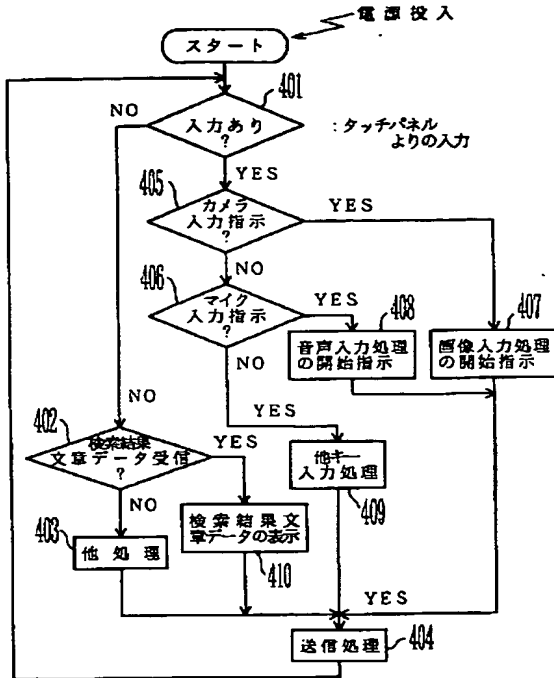 電源投入
スタート
401
入力あり
?
:タッチパネル
よりの入力
NO
YES
405
カメラ
入力指示
?
YES
NO
406
マイク
入力指示
?
YES
408
音声入力処理
の開始指示
407
画像入力処理
の開始指示
NO
NO
402
検索結果
文章データ受信
?
YES
YES
他キー
入力処理
409
NO
403
他処理
検索結果文
章データの表示
410
YES
送信処理
404